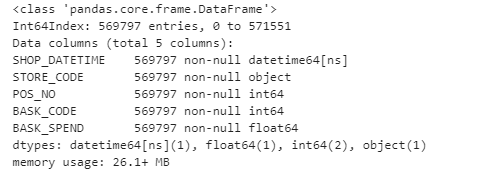 <class 'pandas.core.frame.DataFrame'>
Int64Index: 569797 entries, 0 to 571551
Data columns (total 5 columns):
SHOP_DATETIME    569797 non-null datetime64[ns]
STORE_CODE       569797 non-null object
POS_NO           569797 non-null int64
BASK_CODE        569797 non-null int64
BASK_SPEND       569797 non-null float64
dtypes: datetime64[ns](1), float64(1), int64(2), object(1)
memory usage: 26.1+ MB